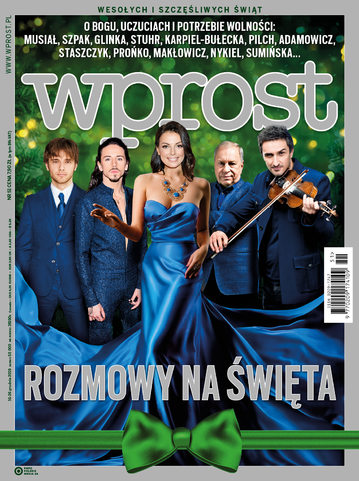 WESOŁYCH I SZCZĘŚLIWYCH ŚWIĄT
WWW.WPROST.PL
O BOGU, UCZUCIACH I POTRZEBIE WOLNOŚCI:
MUSIAŁ, SZPAK, GLINKA, STUHR, KARPIEL-BUŁECKA, PILCH, ADAMOWICZ,
STASZCZYK, PROŃKO, MAKŁOWICZ, NYKIEL, SUMIŃSKA...
wprost
ROZMOWY NA ŚWIĘTA